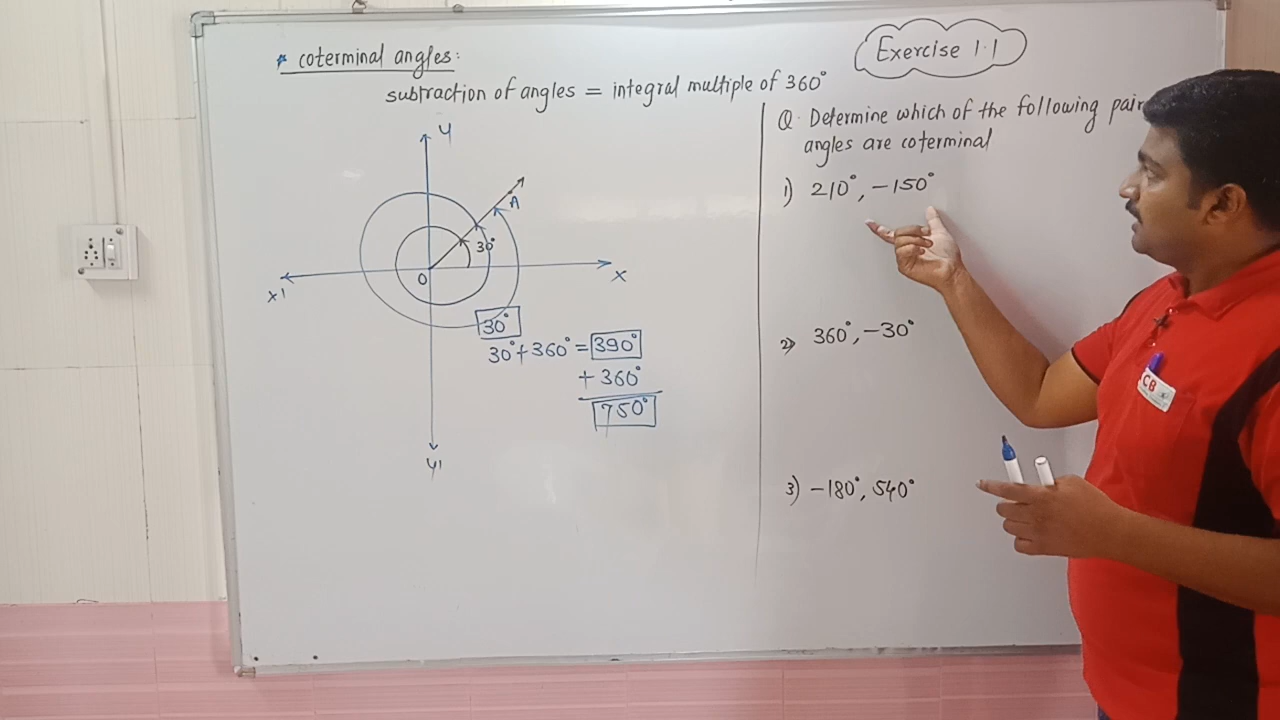 * coterminal angles:
subtraction of angles = integral multiple of 360°
Y
A
30°
O
X
X1
30°
30°+360° = 390°
+ 360°
750°
Y1
Exercise 1.1
Q. Determine which of the following pair
angles are coterminal
1) 210°, -150°
2) 360°, -30°
3) -180°, 540°
CB